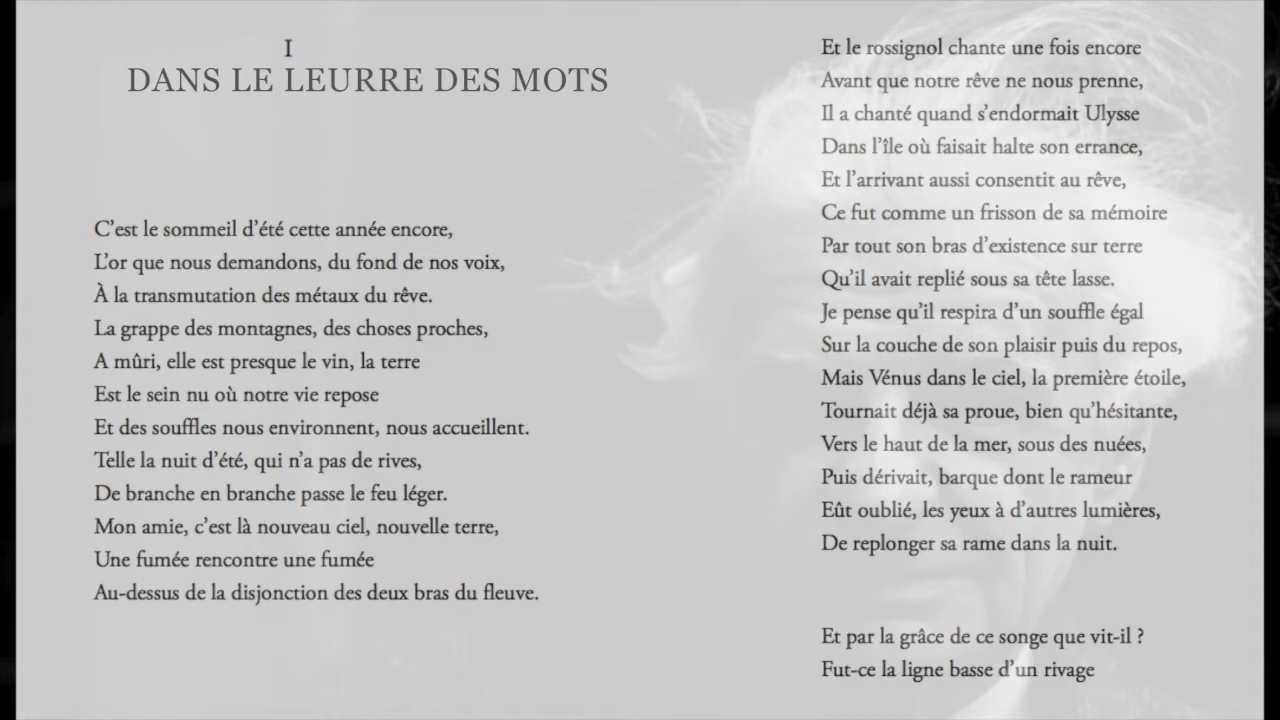 I
DANS LE LEURRE DES MOTS
C'est le sommeil d'été cette année encore,
L'or que nous demandons, du fond de nos voix,
À la transmutation des métaux du rêve.
La grappe des montagnes, des choses proches,
A mûri, elle est presque le vin, la terre
Est le sein nu où notre vie repose
Et des souffles nous environnent, nous accueillent.
Telle la nuit d'été, qui n'a pas de rives,
De branche en branche passe le feu léger.
Mon amie, c'est là nouveau ciel, nouvelle terre,
Une fumée rencontre une fumée
Au-dessus de la disjonction des deux bras du fleuve.
Et le rossignol chante une fois encore
Avant que notre rêve ne nous prenne,
Il a chanté quand s'endormait Ulysse
Dans l'île où faisait halte son errance,
Et l'arrivant aussi consentit au rêve,
Ce fut comme un frisson de sa mémoire
Par tout son bras d'existence sur terre
Qu'il avait replié sous sa tête lasse.
Je pense qu'il respira d'un souffle égal
Sur la couche de son plaisir puis du repos,
Mais Vénus dans le ciel, la première étoile,
Tournait déjà sa proue, bien qu'hésitante,
Vers le haut de la mer, sous des nuées,
Puis dérivait, barque dont le rameur
Eût oublié, les yeux à d'autres lumières,
De replonger sa rame dans la nuit.
Et par la grâce de ce songe que vit-il ?
Fut-ce la ligne basse d'un rivage